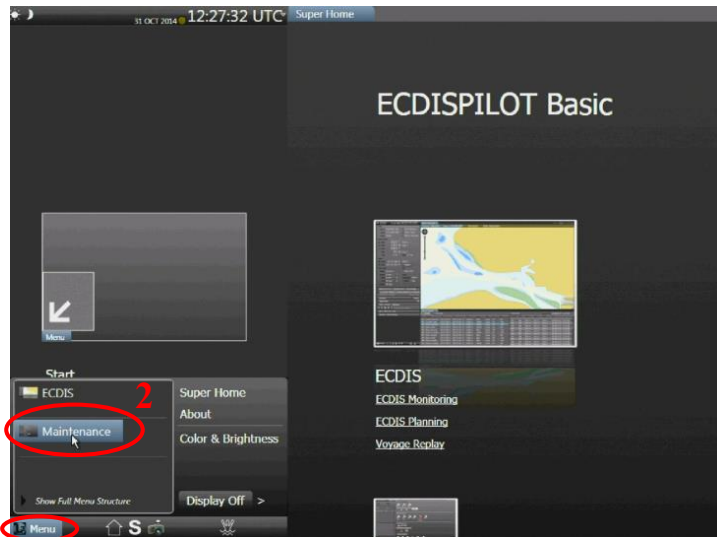 31 OCT 2014 12:27:32 UTC
Super Home
ECDISPILOT Basic
Menu
Start
ECDIS
2
Maintenance
Show Full Menu Structure
Super Home
About
Color & Brightness
Display Off >
1
Menu
S
ECDIS
ECDIS Monitoring
ECDIS Planning
Voyage Replay